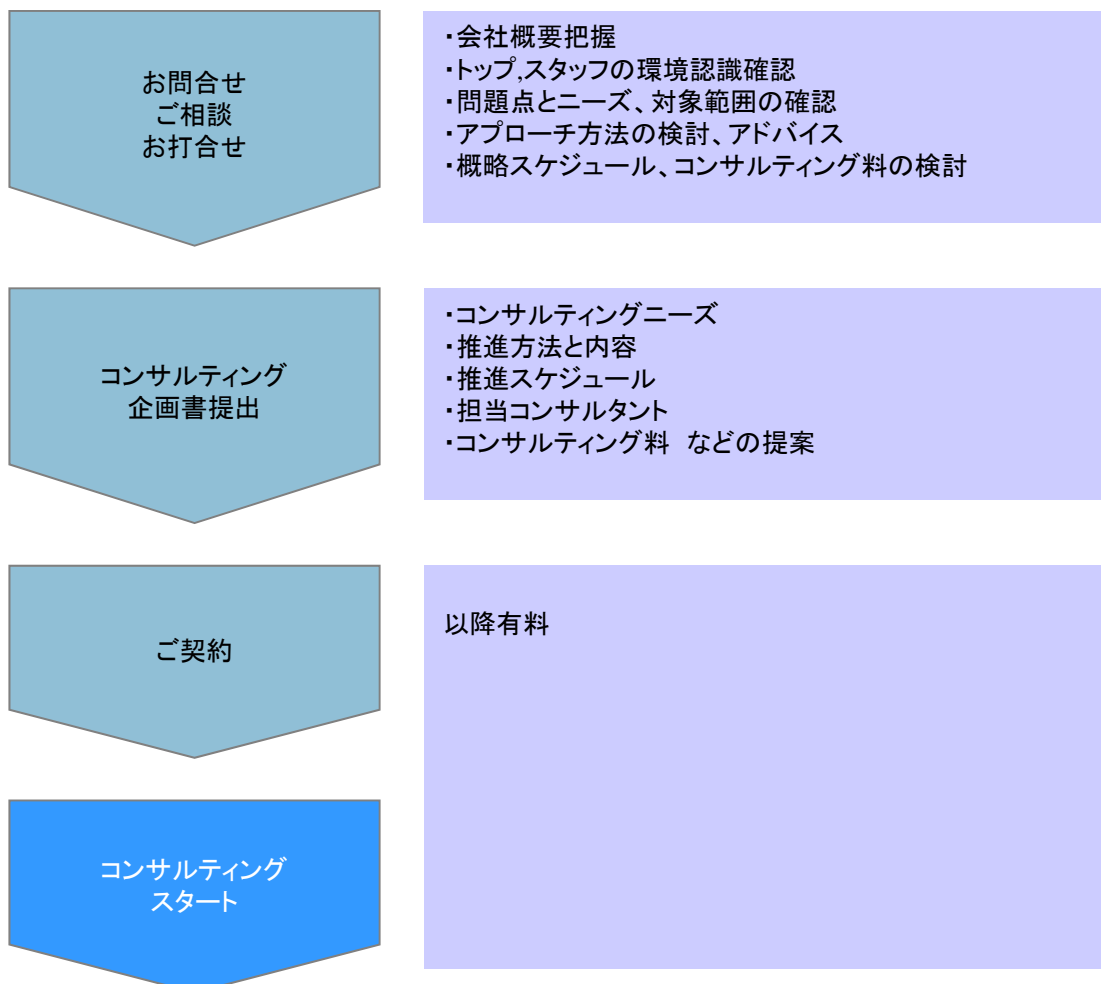 お問合せ
ご相談
お打合せ
・会社概要把握
・トップ,スタッフの環境認識確認
・問題点とニーズ、対象範囲の確認
・アプローチ方法の検討、アドバイス
・概略スケジュール、コンサルティング料の検討
コンサルティング
企画書提出
・コンサルティングニーズ
・推進方法と内容
・推進スケジュール
・担当コンサルタント
・コンサルティング料　などの提案
ご契約
以降有料
コンサルティング
スタート